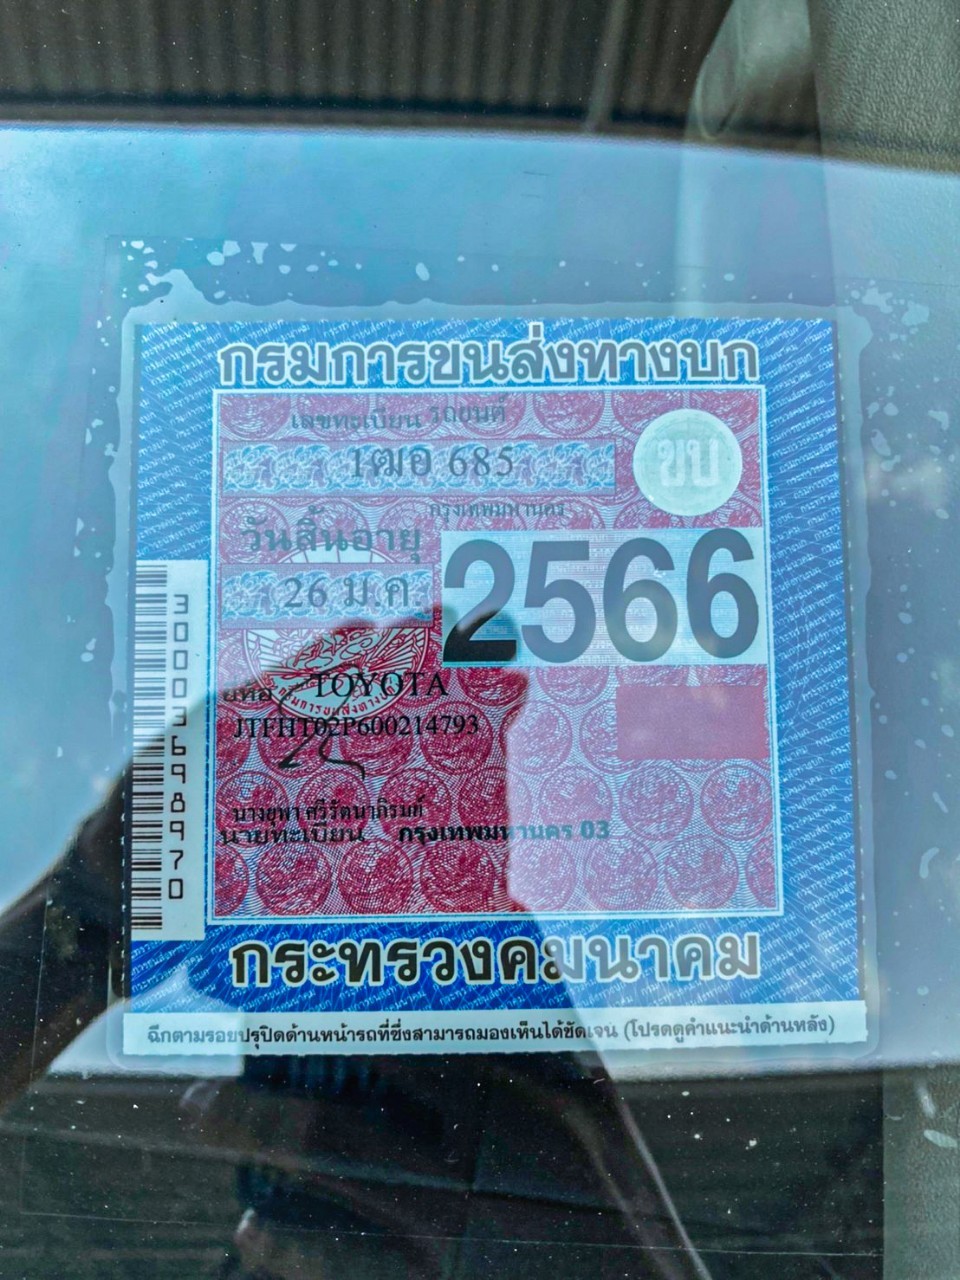 กรมการขนส่งทางบก
เลขทะเบียน รถยนต์
1ฒอ 685
ขบ
กรุงเทพมหานคร
วันสิ้นอายุ
2566
26 ม.ค.
ยี่ห้อ TOYOTA
JTFHT02P600214793
นางยุพา ศรีรัตนาภิรมย์
นายทะเบียน กรุงเทพมหานคร 03
30003698970
กระทรวงคมนาคม
ฉีกตามรอยปรุปิดด้านหน้ารถที่ซึ่งสามารถมองเห็นได้ชัดเจน (โปรดดูคำแนะนำด้านหลัง)